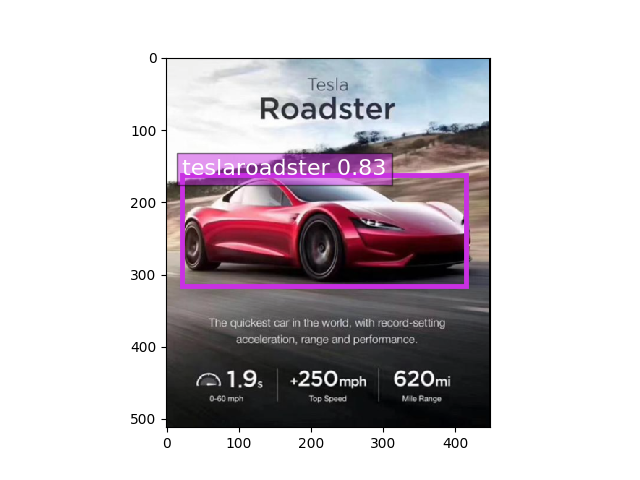 0
100
200
300
400
500
0 100 200 300 400
Tesla
Roadster
teslaroadster 0.83
The quickest car in the world, with record-setting
acceleration, range and performance.
1.9s +250mph 620mi
0-60 mph Top Speed Mile Range